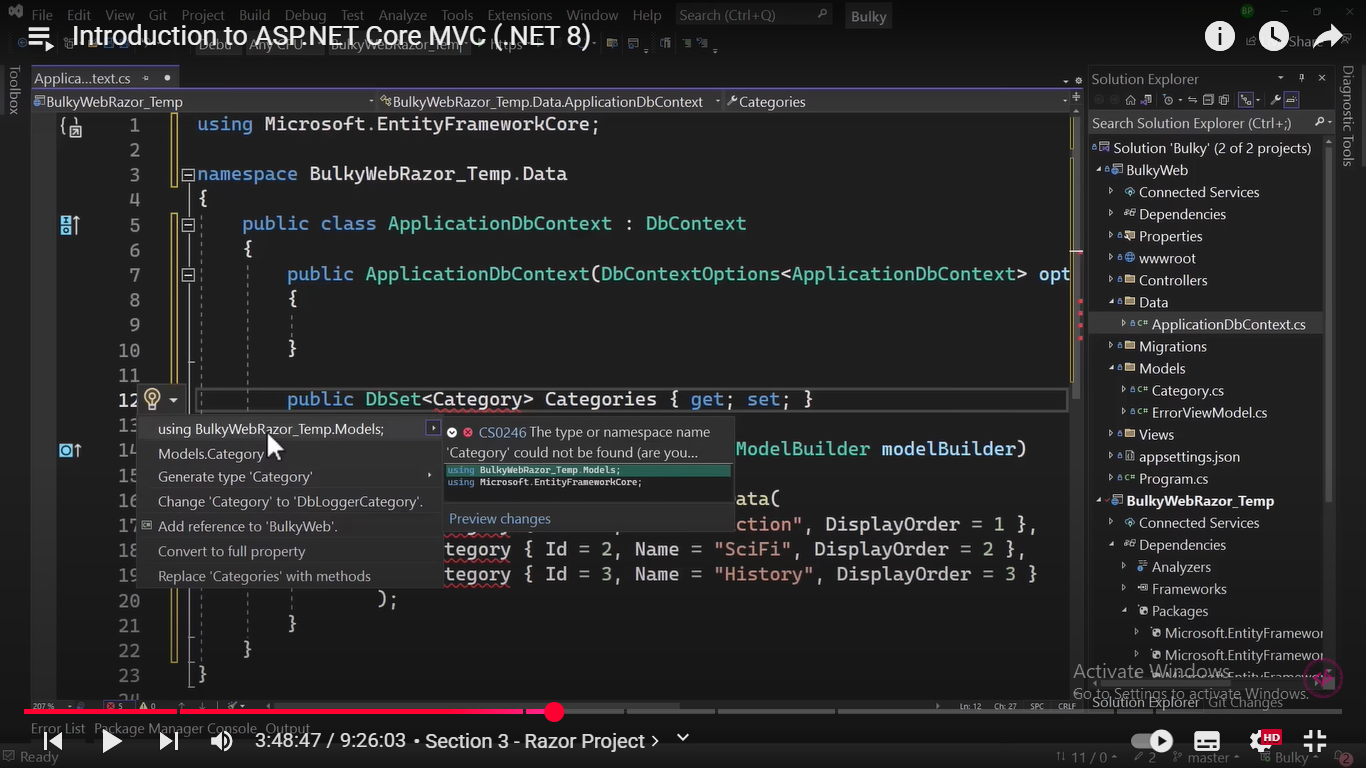 File Edit View Git Project Build Debug Test Analyze Tools Extensions Window Help Search (Ctrl+Q) Bulky
Introduction to ASP.NET Core MVC (.NET 8)
Share
Toolbox
Applica...text.cs
BulkyWebRazor_Temp BulkyWebRazor_Temp.Data.ApplicationDbContext Categories
1 using Microsoft.EntityFrameworkCore;
2
3 namespace BulkyWebRazor_Temp.Data
4 {
5 public class ApplicationDbContext : DbContext
6 {
7 public ApplicationDbContext(DbContextOptions<ApplicationDbContext> opt
8 {
9
10 }
11
12 public DbSet<Category> Categories { get; set; }
13
14 ModelBuilder modelBuilder)
15
16 ata(
17 ction", DisplayOrder = 1 },
18 tegory { Id = 2, Name = "SciFi", DisplayOrder = 2 },
19 tegory { Id = 3, Name = "History", DisplayOrder = 3 }
20 );
21 }
22 }
23 }
24
using BulkyWebRazor_Temp.Models;
Models.Category
Generate type 'Category'
Change 'Category' to 'DbLoggerCategory'.
Add reference to 'BulkyWeb'.
Convert to full property
Replace 'Categories' with methods
CS0246 The type or namespace name
'Category' could not be found (are you...
using BulkyWebRazor_Temp.Models;
using Microsoft.EntityFrameworkCore;
Preview changes
Solution Explorer
Search Solution Explorer (Ctrl+;)
Solution 'Bulky' (2 of 2 projects)
BulkyWeb
Connected Services
Dependencies
Properties
wwwroot
Controllers
Data
ApplicationDbContext.cs
Migrations
Models
Category.cs
ErrorViewModel.cs
Views
appsettings.json
Program.cs
BulkyWebRazor_Temp
Connected Services
Dependencies
Analyzers
Frameworks
Packages
Microsoft.EntityFramewor
Microsoft.EntityFramewor
Microsoft.EntityFramewor
Diagnostic Tools
Activate Windows
Go to Settings to activate Windows.
Solution Explorer Git Changes
207 % 5 0 Ln: 12 Ch: 27 SPC CRLF
Error List Package Manager Console Output
3:48:47 / 9:26:03 • Section 3 - Razor Project
HD
Ready 11 / 0 2 master Bulky 2